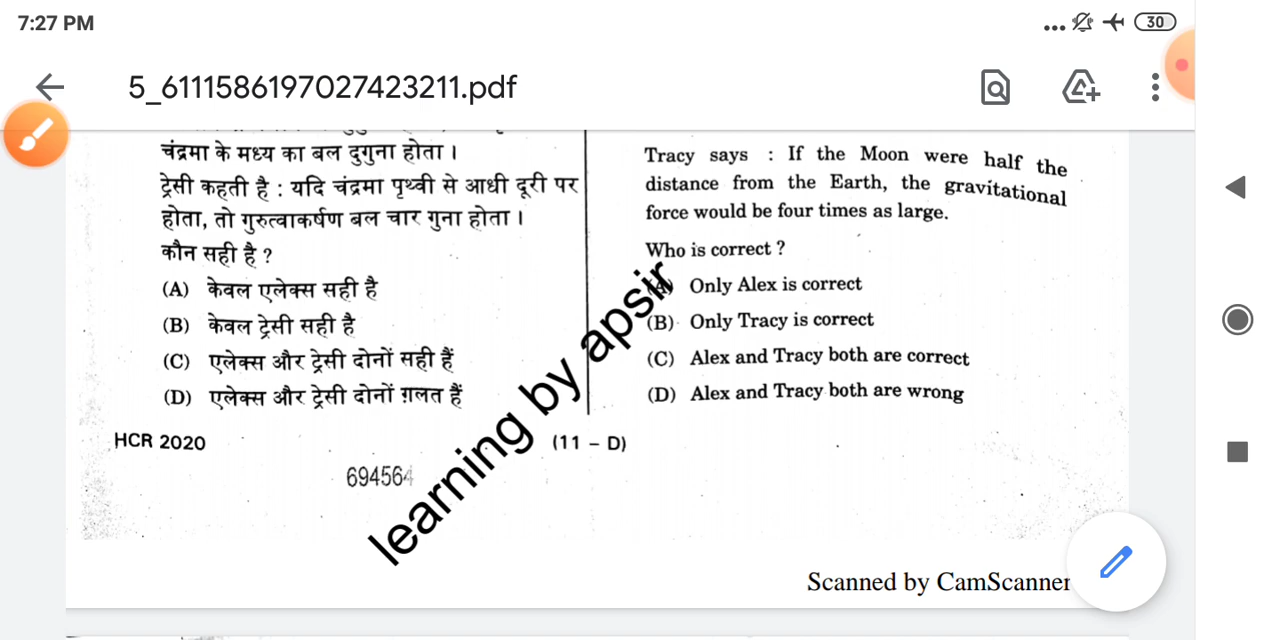 7:27 PM
... 30
5_6111586197027423211.pdf
चंद्रमा के मध्य का बल दुगुना होता ।
ट्रेसी कहती है : यदि चंद्रमा पृथ्वी से आधी दूरी पर
होता, तो गुरुत्वाकर्षण बल चार गुना होता ।
कौन सही है ?
(A) केवल एलेक्स सही है
(B) केवल ट्रेसी सही है
(C) एलेक्स और ट्रेसी दोनों सही हैं
(D) एलेक्स और ट्रेसी दोनों ग़लत हैं
Tracy says : If the Moon were half the
distance from the Earth, the gravitational
force would be four times as large.
Who is correct ?
(A) Only Alex is correct
(B) Only Tracy is correct
(C) Alex and Tracy both are correct
(D) Alex and Tracy both are wrong
HCR 2020
(11 – D)
694564
learning by apsir
Scanned by CamScanner